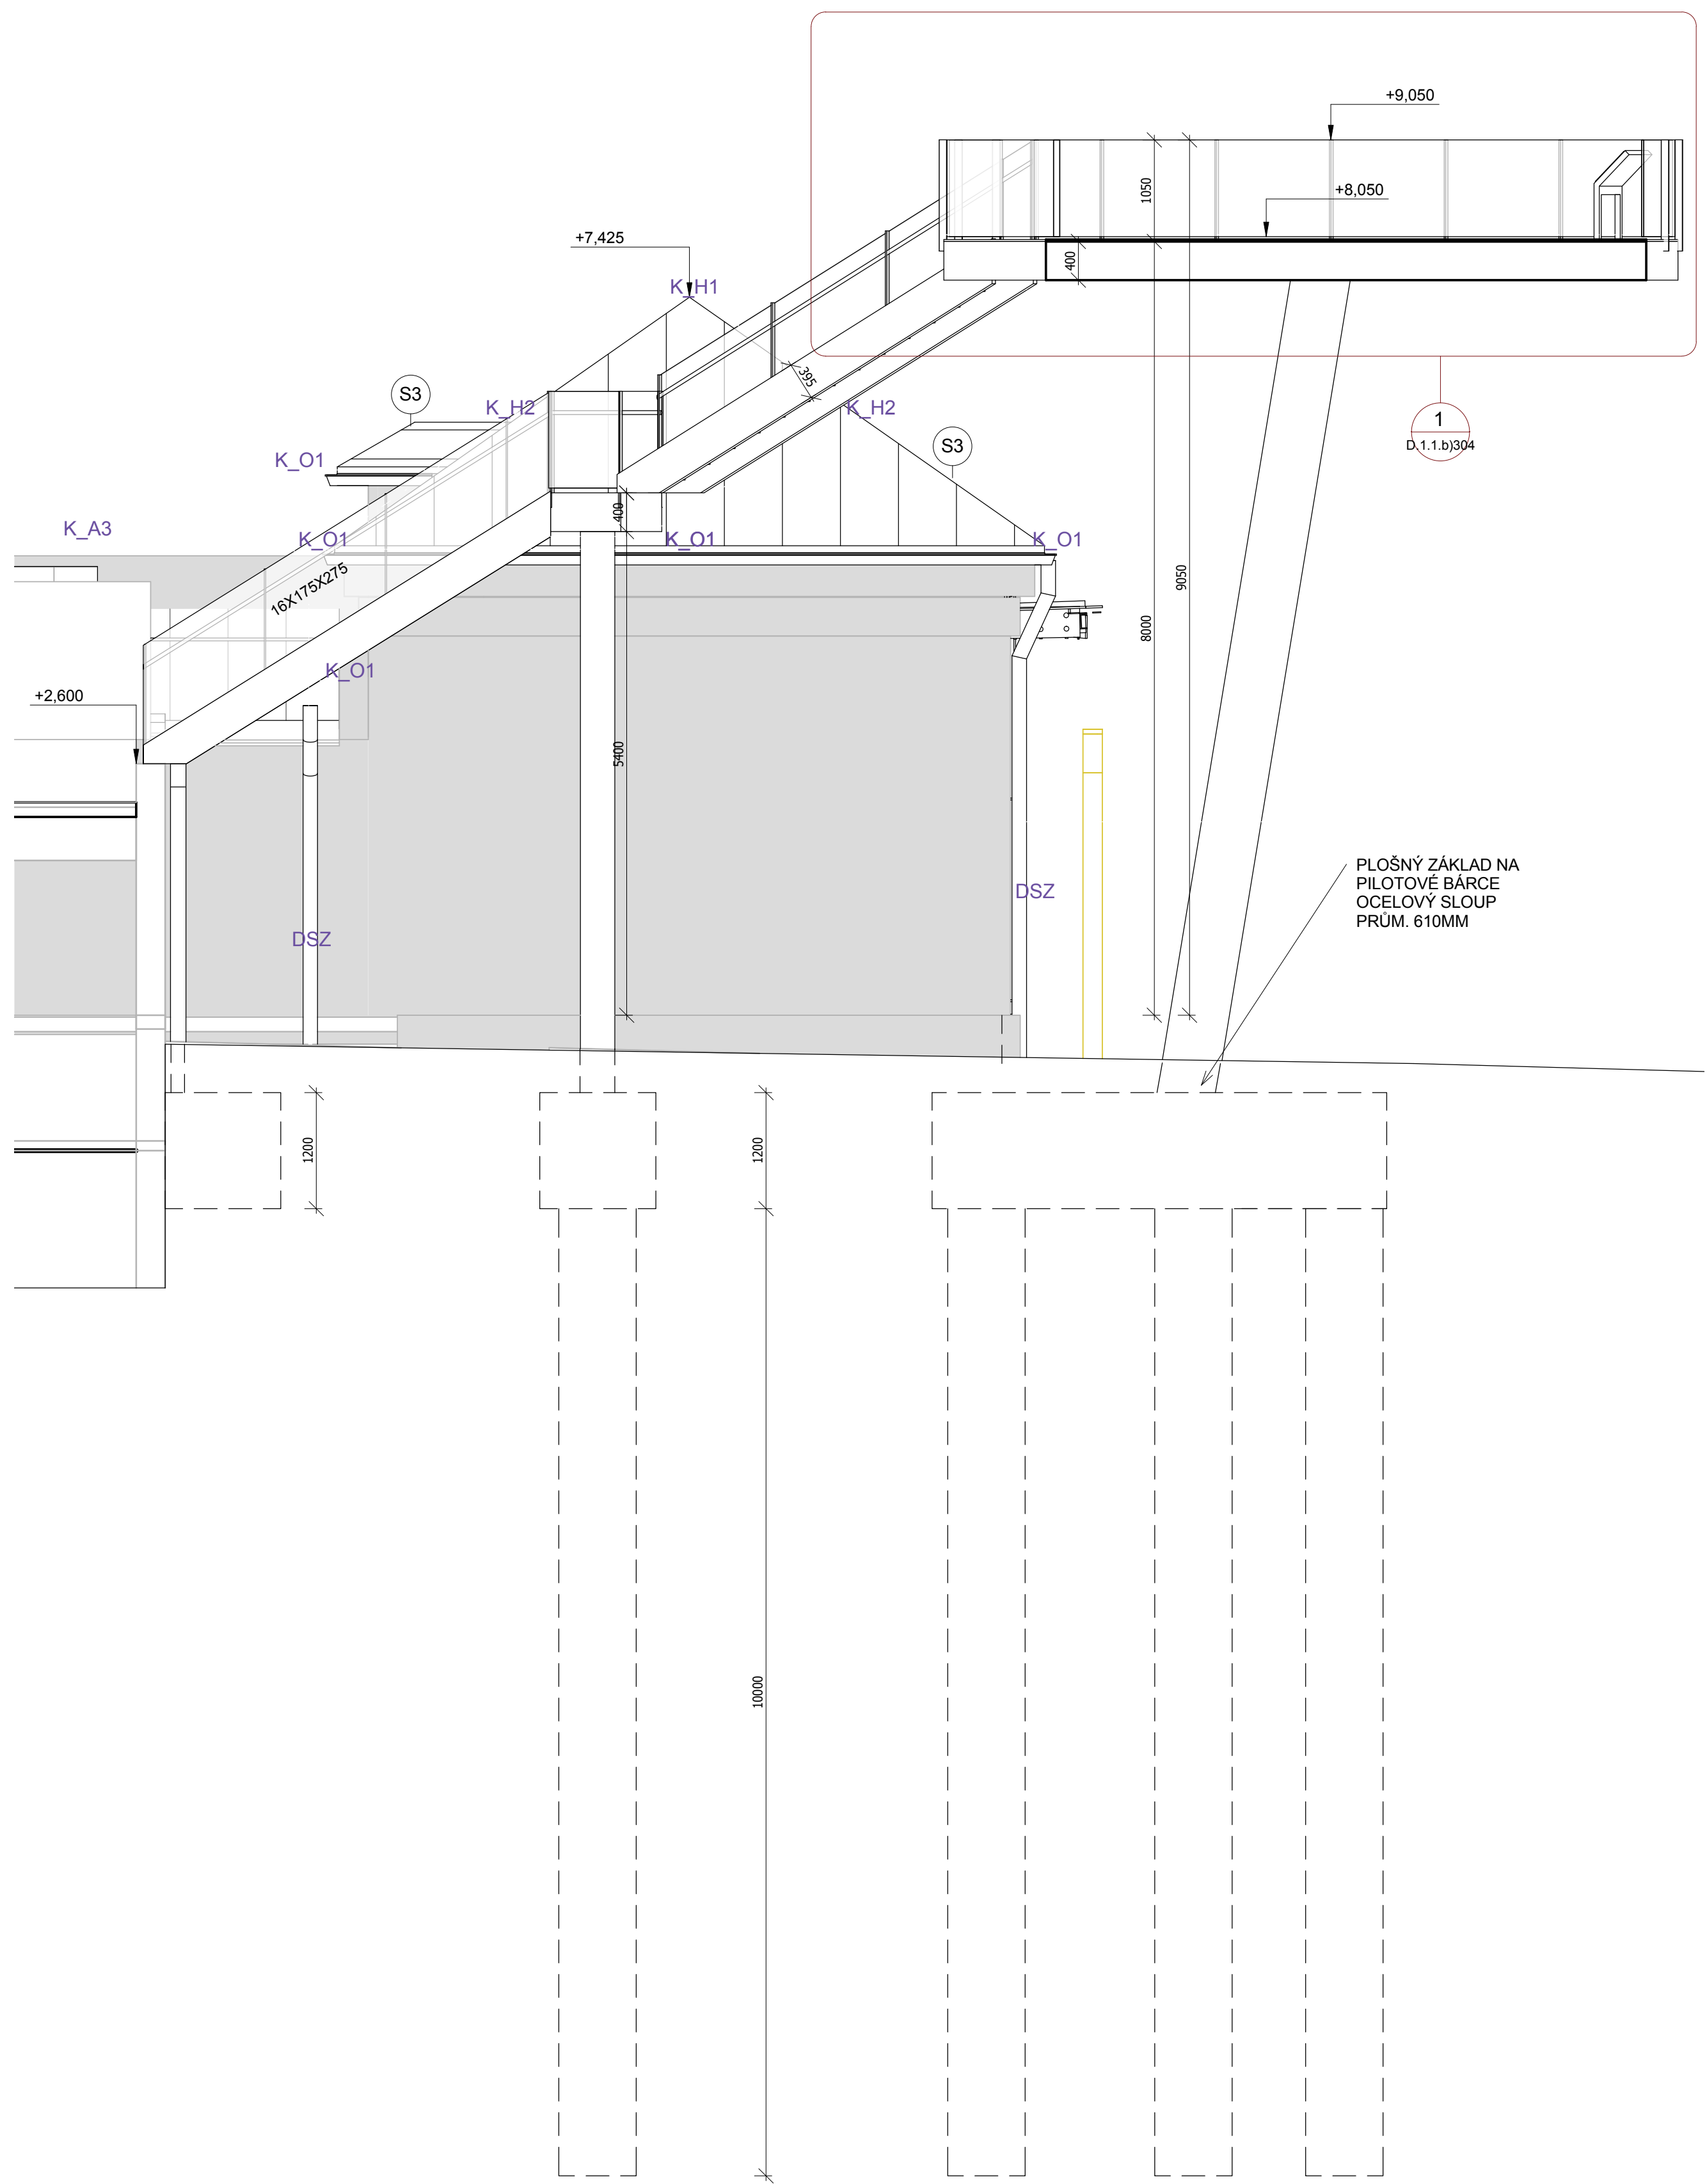 +9,050
1050
+8,050
400
+7,425
K_H1
395
S3
K_H2
K_H2
1
D.1.1.b)304
S3
K_O1
400
K_A3
K_O1
K_O1
K_O1
16X175X275
9050
8000
K_O1
+2,600
5400
PLOŠNÝ ZÁKLAD NA
PILOTOVÉ BÁRCE
OCELOVÝ SLOUP
PRŮM. 610MM
DSZ
DSZ
1200
1200
10000